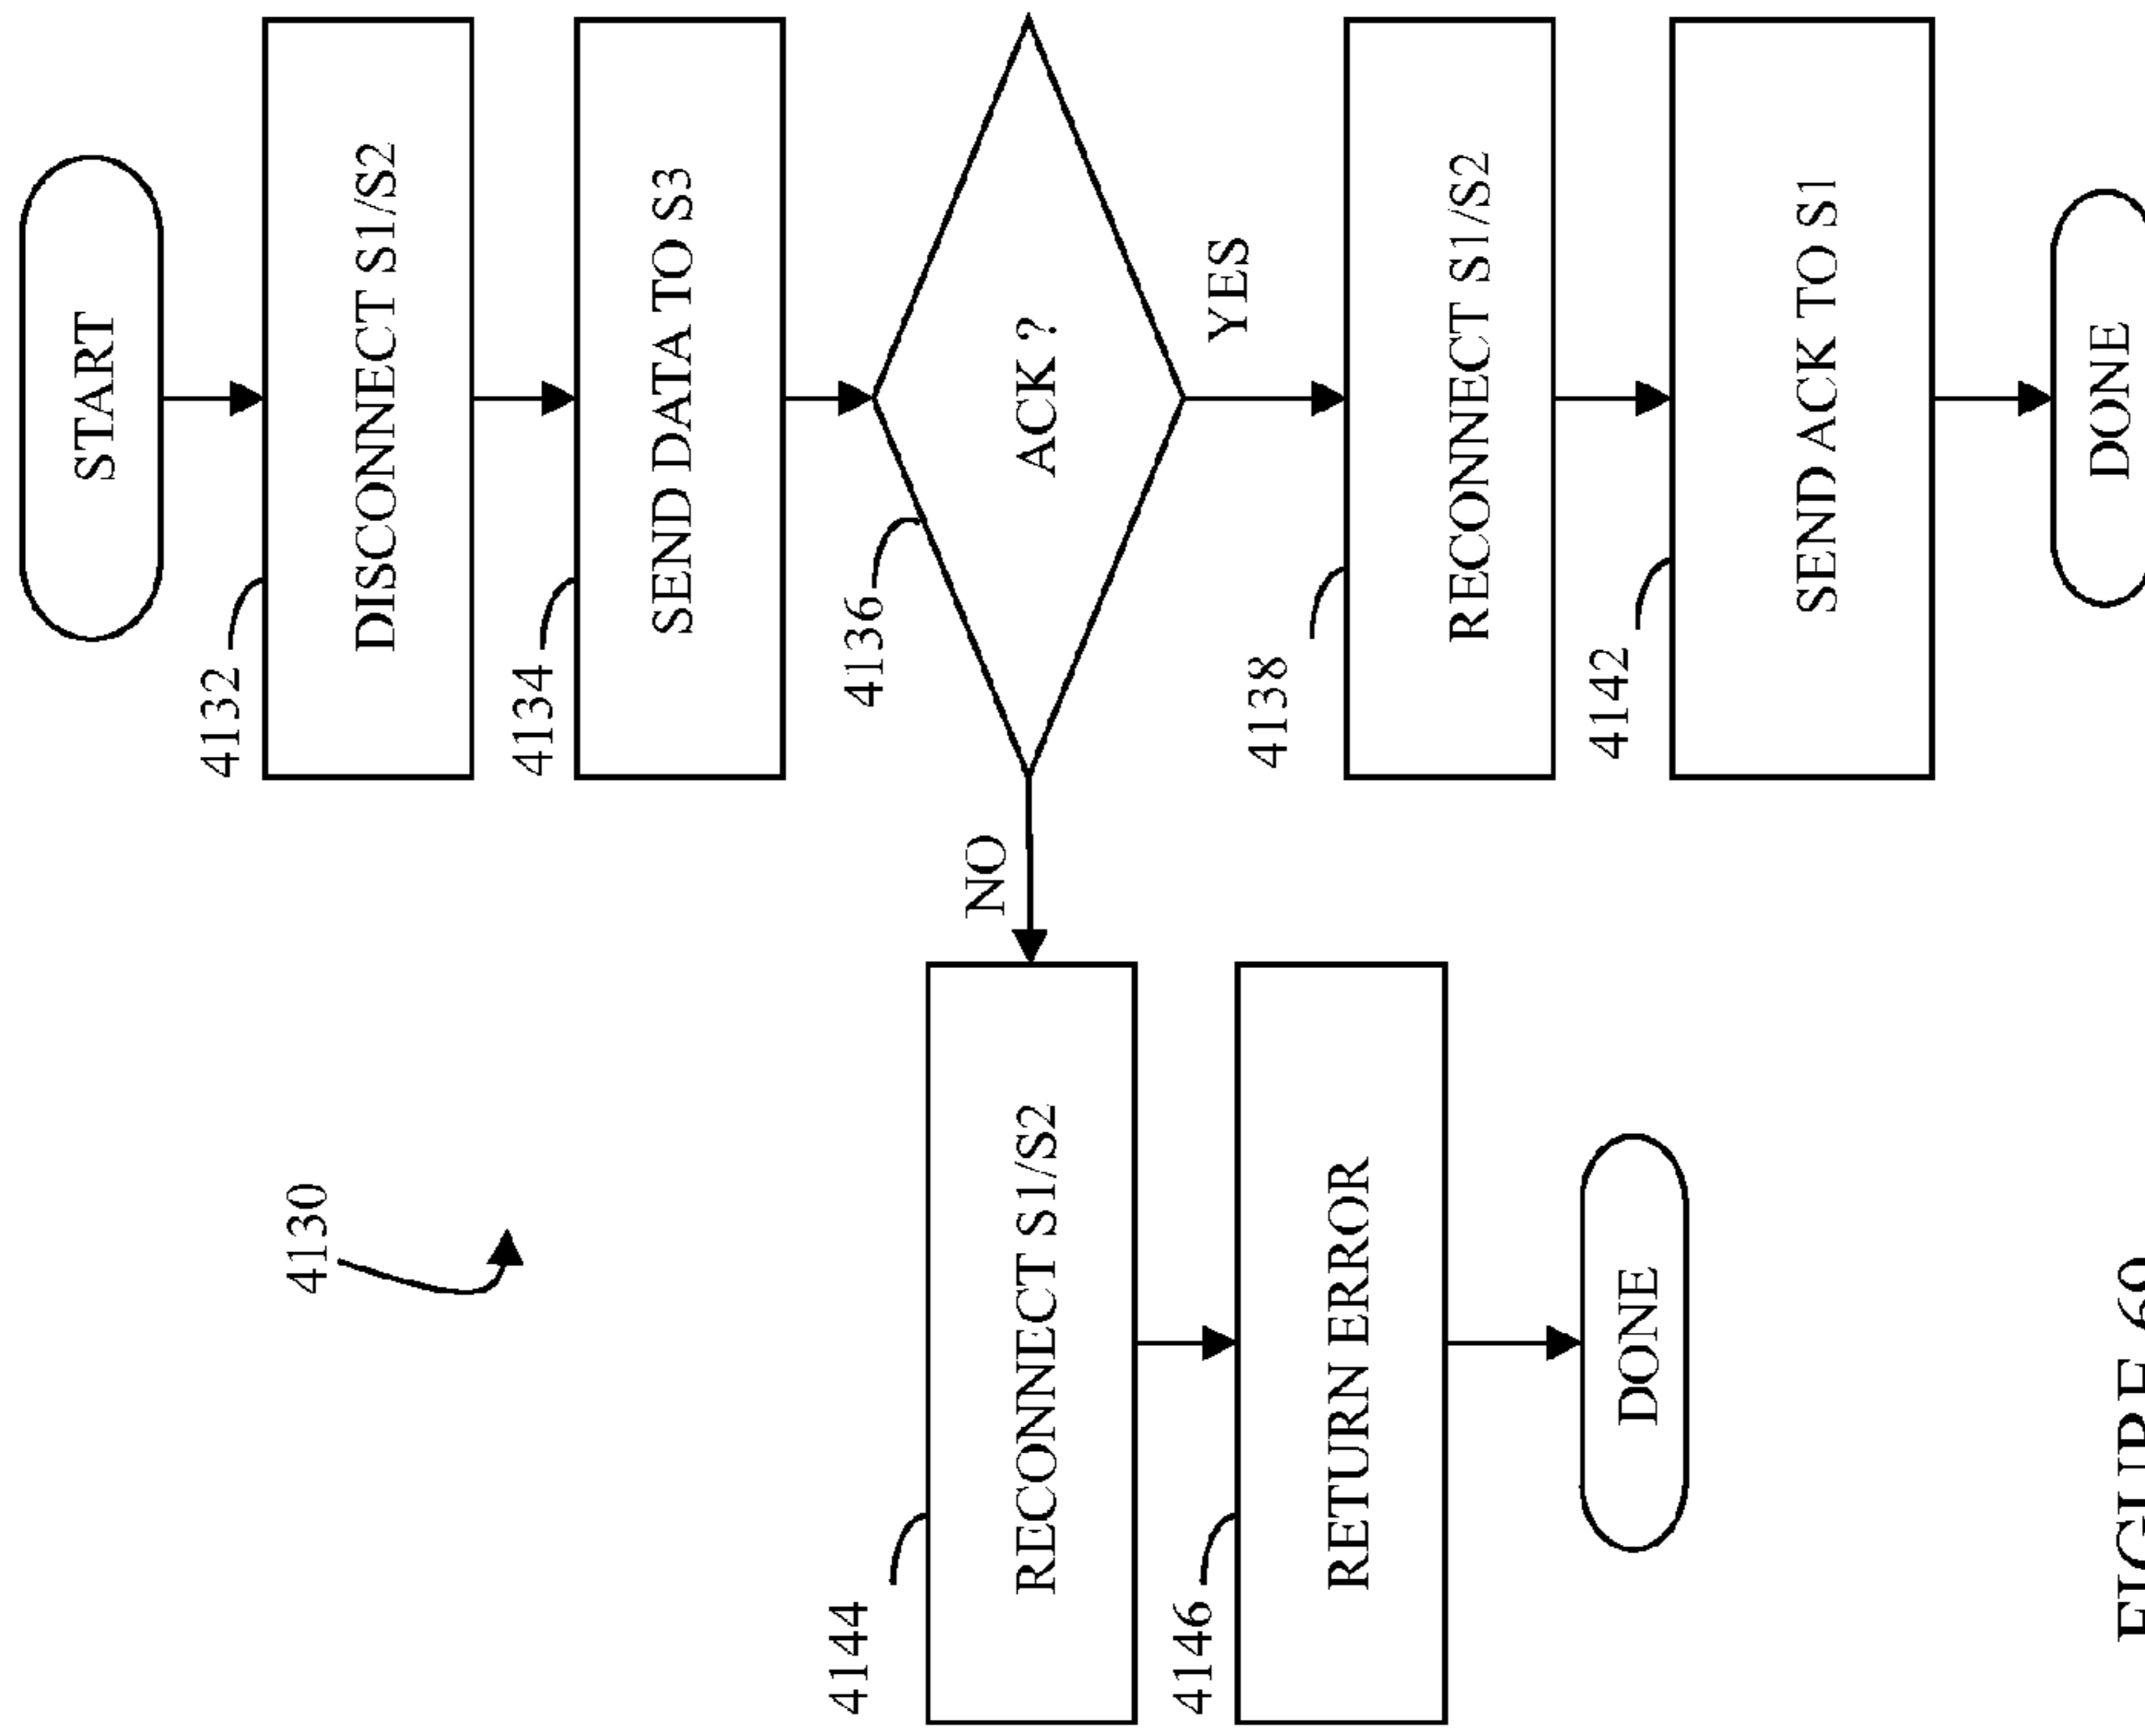 4130
START
4132
DISCONNECT S1/S2
4134
SEND DATA TO S3
4136
ACK ?
NO
YES
4144
RECONNECT S1/S2
4146
RETURN ERROR
DONE
4138
RECONNECT S1/S2
4142
SEND ACK TO S1
DONE
FIGURE